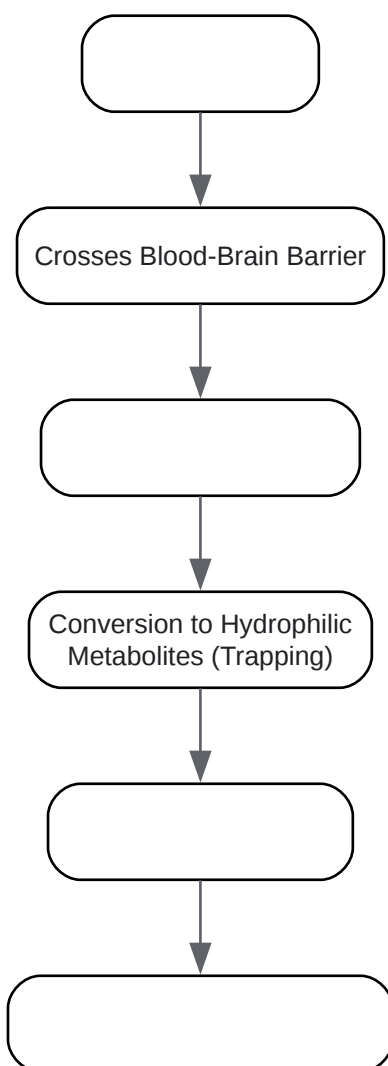 Crosses Blood-Brain Barrier
Conversion to Hydrophilic
Metabolites (Trapping)